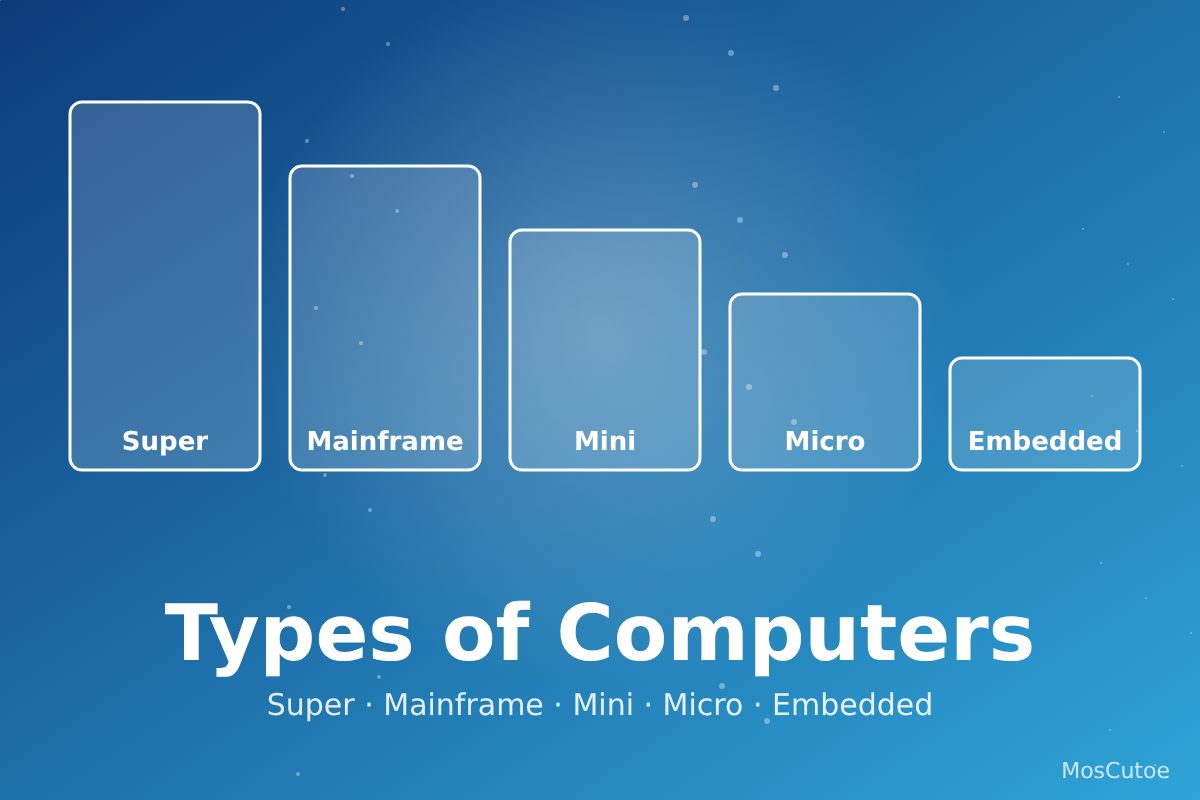 Super
Mainframe
Mini
Micro
Embedded
Types of Computers
Super · Mainframe · Mini · Micro · Embedded
MosCutoe